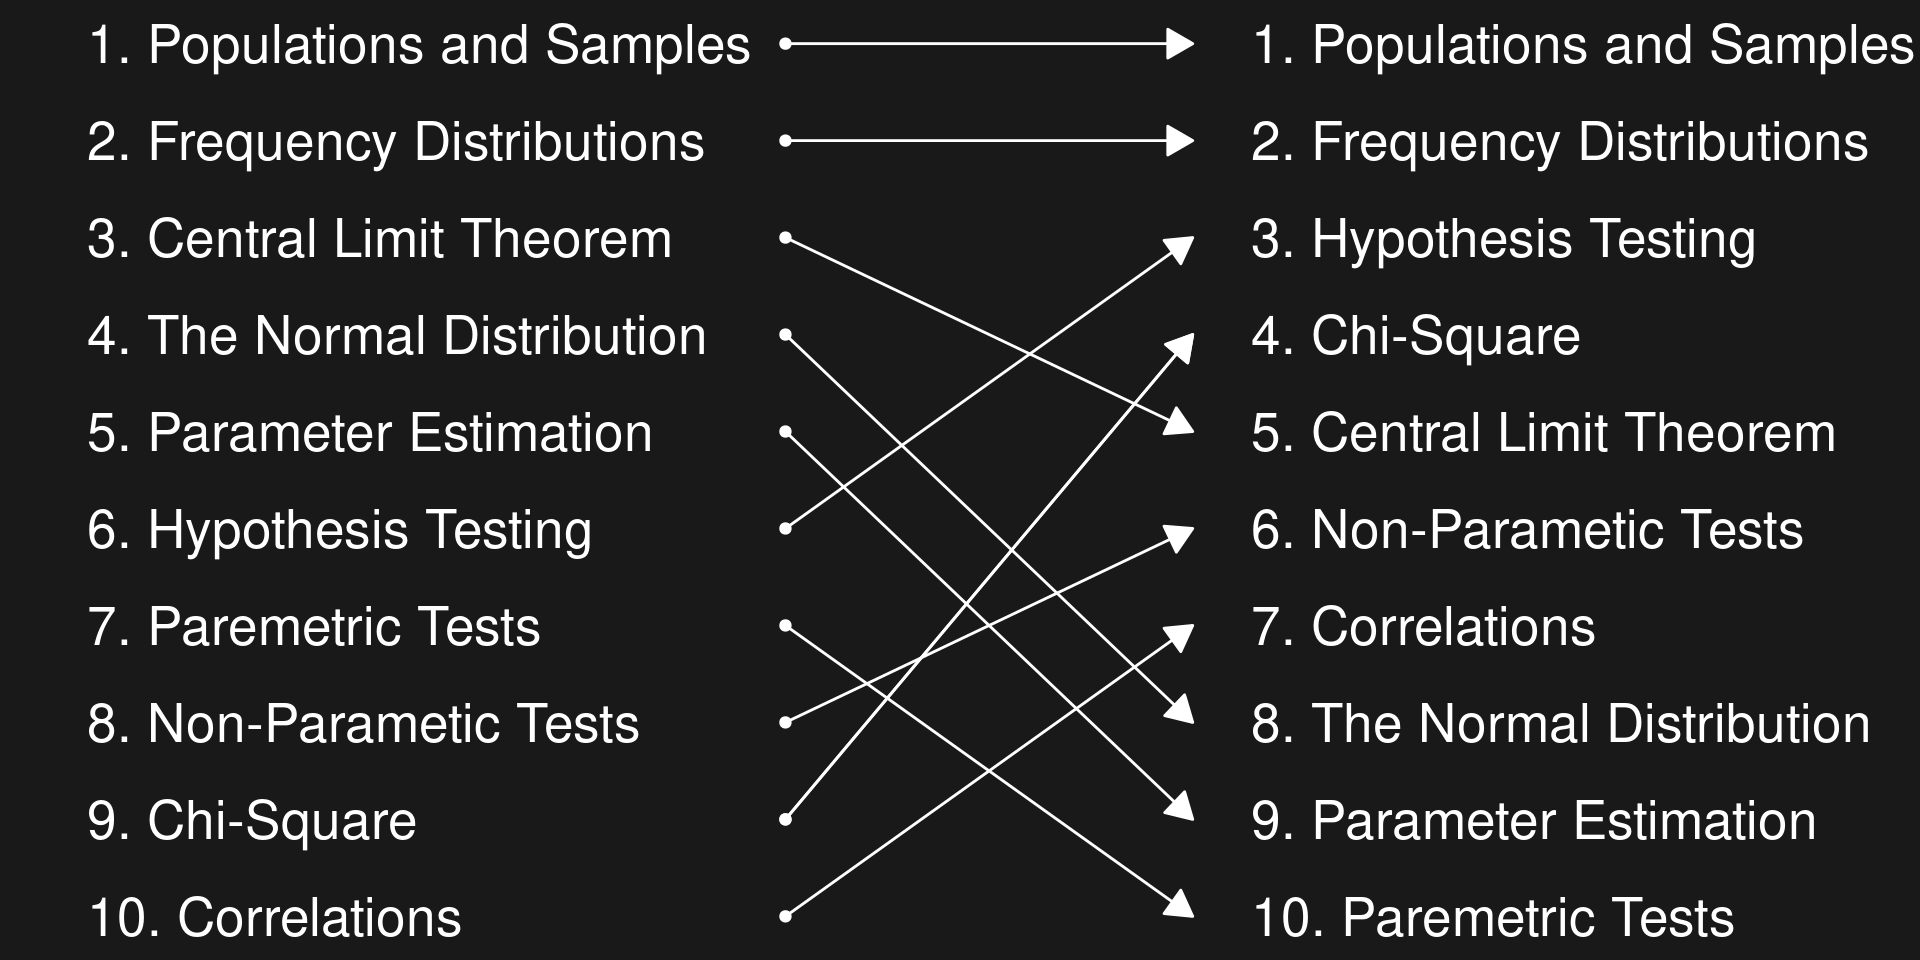 1. Populations and Samples
2. Frequency Distributions
3. Central Limit Theorem
4. The Normal Distribution
5. Parameter Estimation
6. Hypothesis Testing
7. Paremetric Tests
8. Non-Parametic Tests
9. Chi-Square
10. Correlations
1. Populations and Samples
2. Frequency Distributions
3. Hypothesis Testing
4. Chi-Square
5. Central Limit Theorem
6. Non-Parametic Tests
7. Correlations
8. The Normal Distribution
9. Parameter Estimation
10. Paremetric Tests